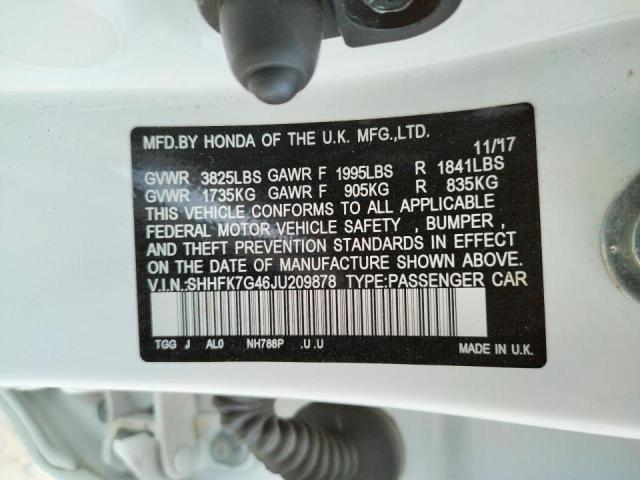 MFD.BY HONDA OF THE U.K. MFG.,LTD. 11/17
GVWR 3825LBS GAWR F 1995LBS R 1841LBS
GVWR 1735KG GAWR F 905KG R 835KG
THIS VEHICLE CONFORMS TO ALL APPLICABLE
FEDERAL MOTOR VEHICLE SAFETY , BUMPER ,
AND THEFT PREVENTION STANDARDS IN EFFECT
ON THE DATE OF MANUFACTURE SHOWN ABOVE.
V.I.N.:SHHFK7G46JU209878 TYPE:PASSENGER CAR
TGG J AL0 NH788P .U .U MADE IN U.K.